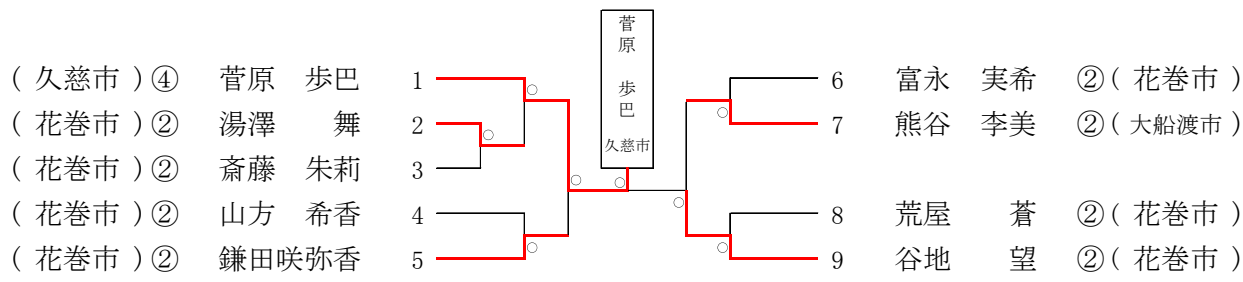 菅原 歩巴
久慈市
( 久慈市 ) ④ 菅原 歩巴 1
( 花巻市 ) ② 湯澤 舞 2
( 花巻市 ) ② 斎藤 朱莉 3
( 花巻市 ) ② 山方 希香 4
( 花巻市 ) ② 鎌田咲弥香 5
6 富永 実希 ② ( 花巻市 )
7 熊谷 李美 ② ( 大船渡市 )
8 荒屋 蒼 ② ( 花巻市 )
9 谷地 望 ② ( 花巻市 )